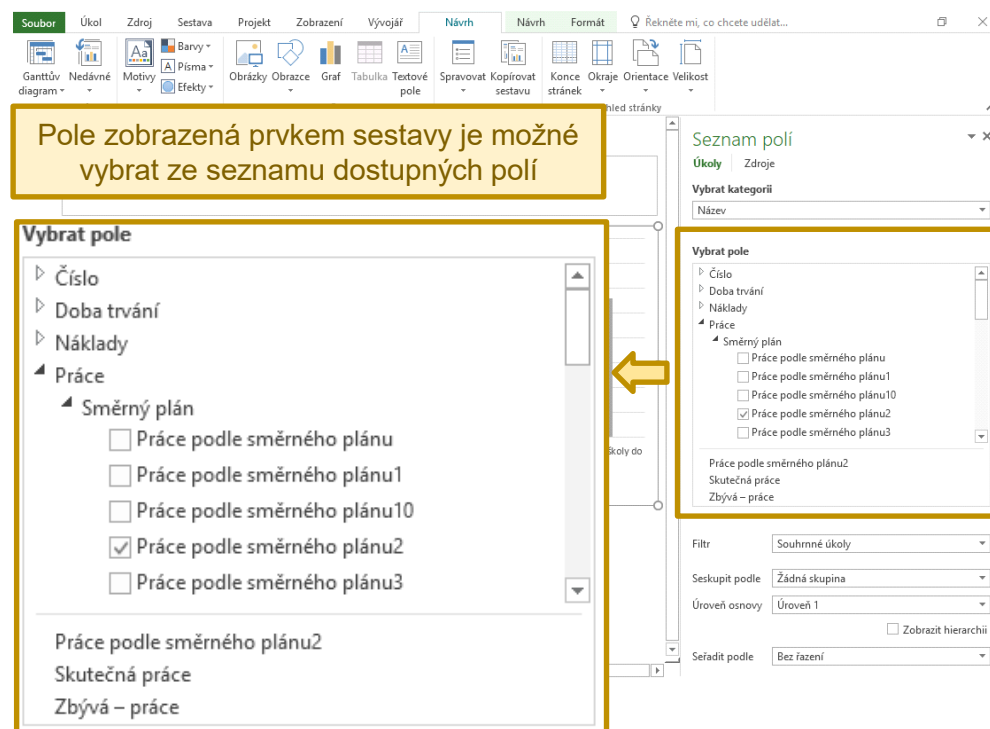 Soubor Úkol Zdroj Sestava Projekt Zobrazení Vývojář Návrh Návrh Formát Řekněte mi, co chcete udělat...
Ganttův diagram
Nedávné
Motivy
Barvy
Písma
Efekty
Obrázky
Obrazce
Graf
Tabulka
Textové pole
Spravovat
Kopírovat sestavu
Konce stránek
Okraje
Orientace
Velikost
hled stránky
Pole zobrazená prvkem sestavy je možné
vybrat ze seznamu dostupných polí
Vybrat pole
Číslo
Doba trvání
Náklady
Práce
Směrný plán
Práce podle směrného plánu
Práce podle směrného plánu1
Práce podle směrného plánu10
Práce podle směrného plánu2
Práce podle směrného plánu3
Práce podle směrného plánu2
Skutečná práce
Zbývá – práce
školy do
Seznam polí
Úkoly Zdroje
Vybrat kategorii
Název
Vybrat pole
Číslo
Doba trvání
Náklady
Práce
Směrný plán
Práce podle směrného plánu
Práce podle směrného plánu1
Práce podle směrného plánu10
Práce podle směrného plánu2
Práce podle směrného plánu3
Práce podle směrného plánu2
Skutečná práce
Zbývá – práce
Filtr Souhrnné úkoly
Seskupit podle Žádná skupina
Úroveň osnovy Úroveň 1
Zobrazit hierarchii
Seřadit podle Bez řazení